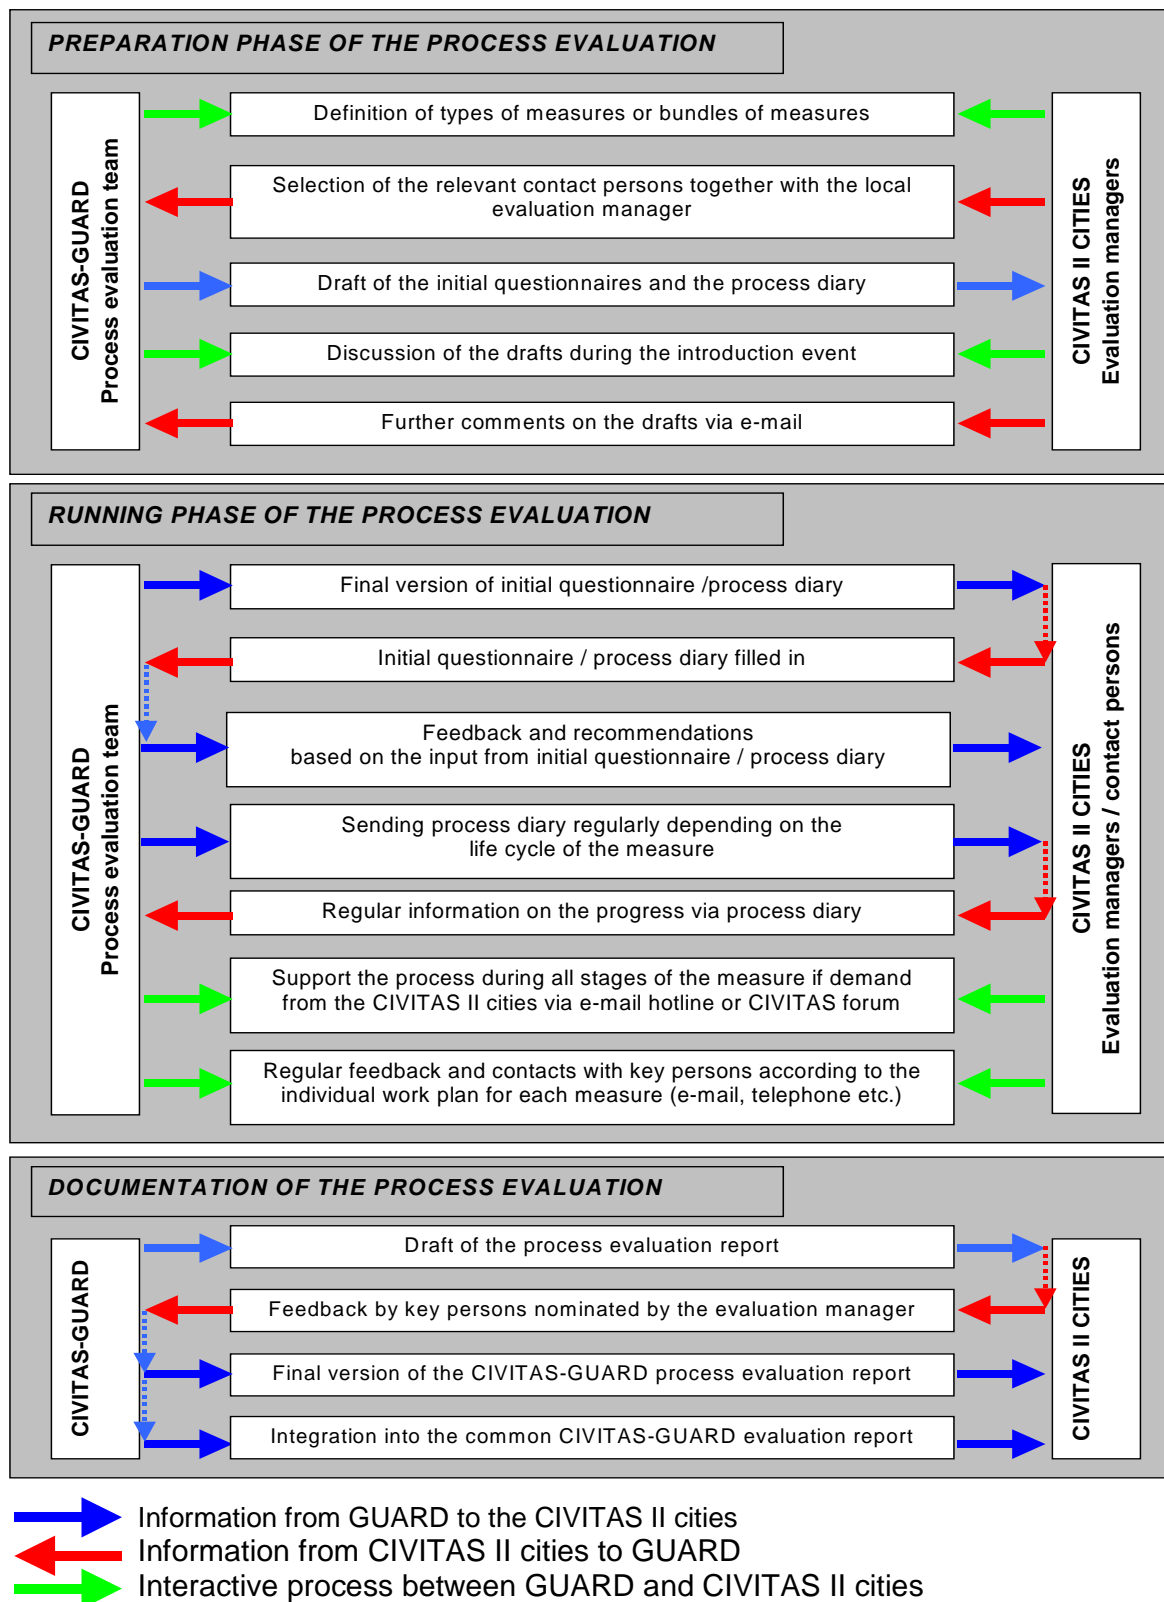 PREPARATION PHASE OF THE PROCESS EVALUATION
CIVITAS-GUARD
Process evaluation team
Definition of types of measures or bundles of measures
Selection of the relevant contact persons together with the local
evaluation manager
Draft of the initial questionnaires and the process diary
Discussion of the drafts during the introduction event
Further comments on the drafts via e-mail
CIVITAS II CITIES
Evaluation managers
RUNNING PHASE OF THE PROCESS EVALUATION
CIVITAS-GUARD
Process evaluation team
Final version of initial questionnaire /process diary
Initial questionnaire / process diary filled in
Feedback and recommendations
based on the input from initial questionnaire / process diary
Sending process diary regularly depending on the
life cycle of the measure
Regular information on the progress via process diary
Support the process during all stages of the measure if demand
from the CIVITAS II cities via e-mail hotline or CIVITAS forum
Regular feedback and contacts with key persons according to the
individual work plan for each measure (e-mail, telephone etc.)
CIVITAS II CITIES
Evaluation managers / contact persons
DOCUMENTATION OF THE PROCESS EVALUATION
CIVITAS-GUARD
Draft of the process evaluation report
Feedback by key persons nominated by the evaluation manager
Final version of the CIVITAS-GUARD process evaluation report
Integration into the common CIVITAS-GUARD evaluation report
CIVITAS II CITIES
Information from GUARD to the CIVITAS II cities
Information from CIVITAS II cities to GUARD
Interactive process between GUARD and CIVITAS II cities